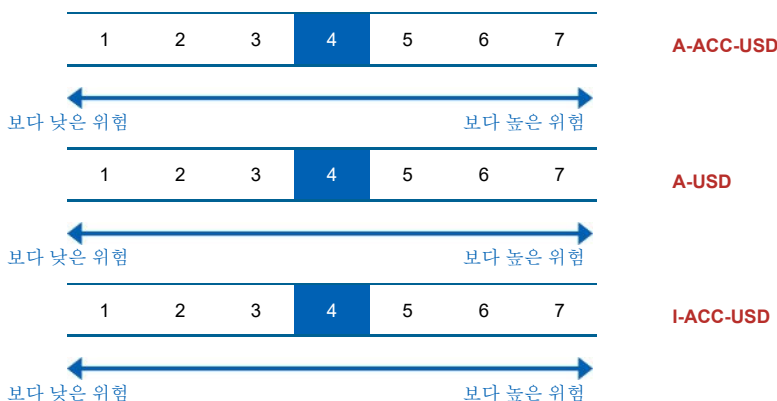 1 2 3 4 5 6 7 A-ACC-USD
보다 낮은 위험 보다 높은 위험
1 2 3 4 5 6 7 A-USD
보다 낮은 위험 보다 높은 위험
1 2 3 4 5 6 7 I-ACC-USD
보다 낮은 위험 보다 높은 위험